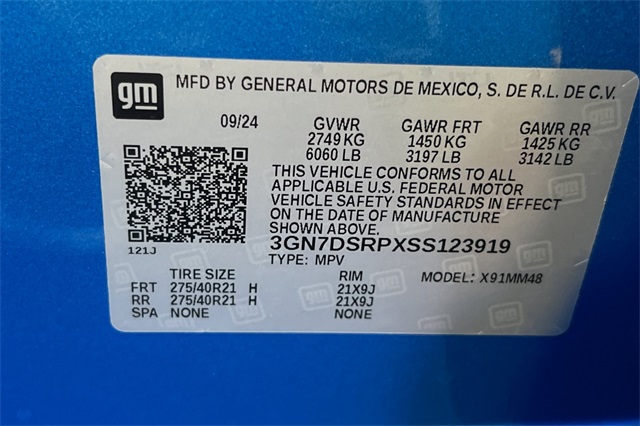 gm
MFD BY GENERAL MOTORS DE MEXICO, S. DE R.L. DE C.V.
09/24 GVWR GAWR FRT GAWR RR
2749 KG 1450 KG 1425 KG
6060 LB 3197 LB 3142 LB
THIS VEHICLE CONFORMS TO ALL
APPLICABLE U.S. FEDERAL MOTOR
VEHICLE SAFETY STANDARDS IN EFFECT
ON THE DATE OF MANUFACTURE
SHOWN ABOVE.
3GN7DSRPXSS123919
121J
TYPE: MPV
TIRE SIZE RIM MODEL: X91MM48
FRT 275/40R21 H 21X9J
RR 275/40R21 H 21X9J
SPA NONE NONE